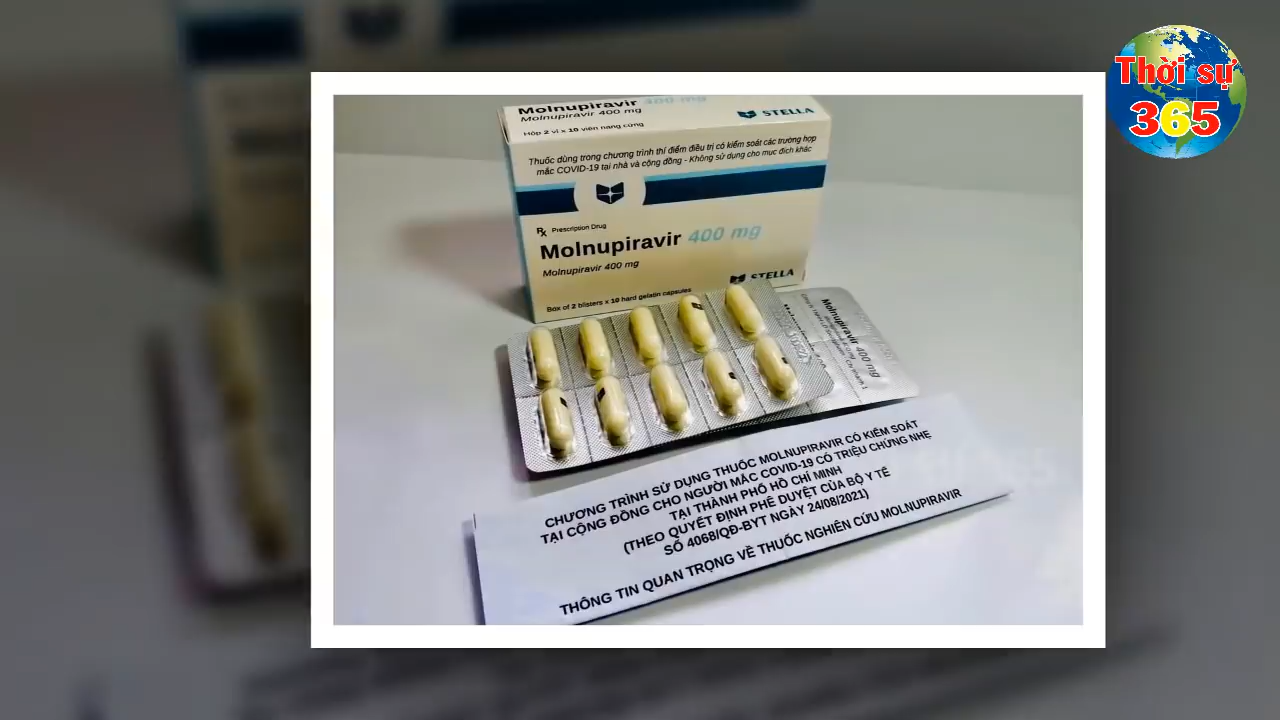 Thời sự
365
Molnupiravir 400 mg
Molnupiravir 400 mg
STELLA
Hộp 2 vỉ x 10 viên nang cứng
Thuốc dùng trong chương trình thí điểm điều trị có kiểm soát các trường hợp
mắc COVID-19 tại nhà và cộng đồng - Không sử dụng cho mục đích khác
Rx Prescription Drug
Molnupiravir 400 mg
Molnupiravir 400 mg
STELLA
Box of 2 blisters x 10 hard gelatin capsules
Molnupiravir 400 mg
CHƯƠNG TRÌNH SỬ DỤNG THUỐC MOLNUPIRAVIR CÓ KIỂM SOÁT
TẠI CỘNG ĐỒNG CHO NGƯỜI MẮC COVID-19 CÓ TRIỆU CHỨNG NHẸ
TẠI THÀNH PHỐ HỒ CHÍ MINH
(THEO QUYẾT ĐỊNH PHÊ DUYỆT CỦA BỘ Y TẾ
SỐ 4068/QĐ-BYT NGÀY 24/08/2021)
THÔNG TIN QUAN TRỌNG VỀ THUỐC NGHIÊN CỨU MOLNUPIRAVIR